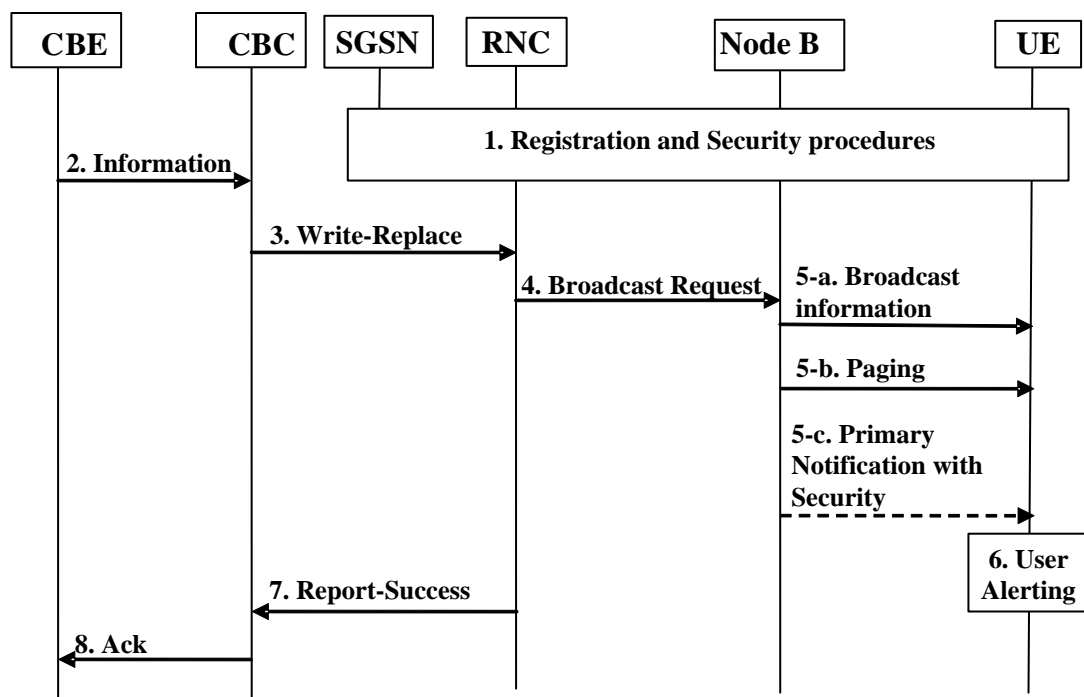 CBE
CBC
SGSN
RNC
Node B
UE
1. Registration and Security procedures
2. Information
3. Write-Replace
4. Broadcast Request
5-a. Broadcast
information
5-b. Paging
5-c. Primary
Notification with
Security
6. User
Alerting
7. Report-Success
8. Ack